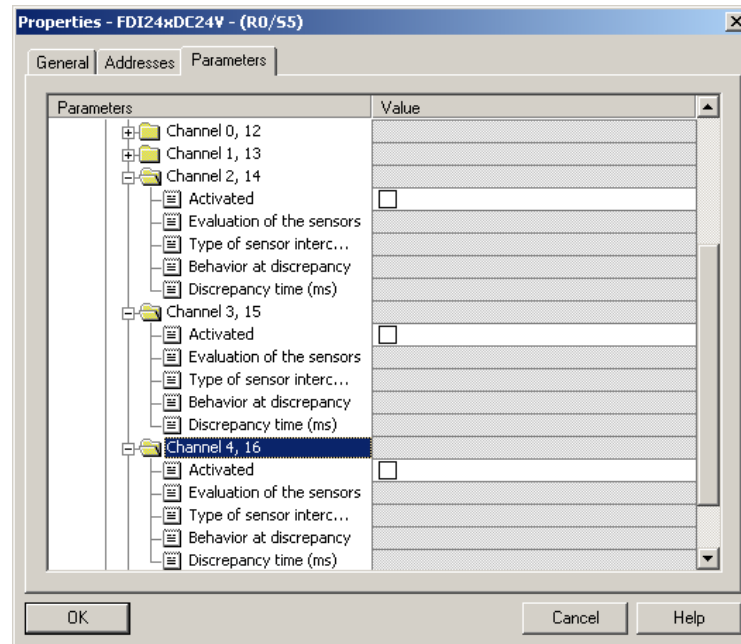 Properties - FDI24xDC24V - (R0/S5)
General Addresses Parameters
Parameters Value
Channel 0, 12
Channel 1, 13
Channel 2, 14
Activated
Evaluation of the sensors
Type of sensor interc...
Behavior at discrepancy
Discrepancy time (ms)
Channel 3, 15
Activated
Evaluation of the sensors
Type of sensor interc...
Behavior at discrepancy
Discrepancy time (ms)
Channel 4, 16
Activated
Evaluation of the sensors
Type of sensor interc...
Behavior at discrepancy
Discrepancy time (ms)
OK Cancel Help